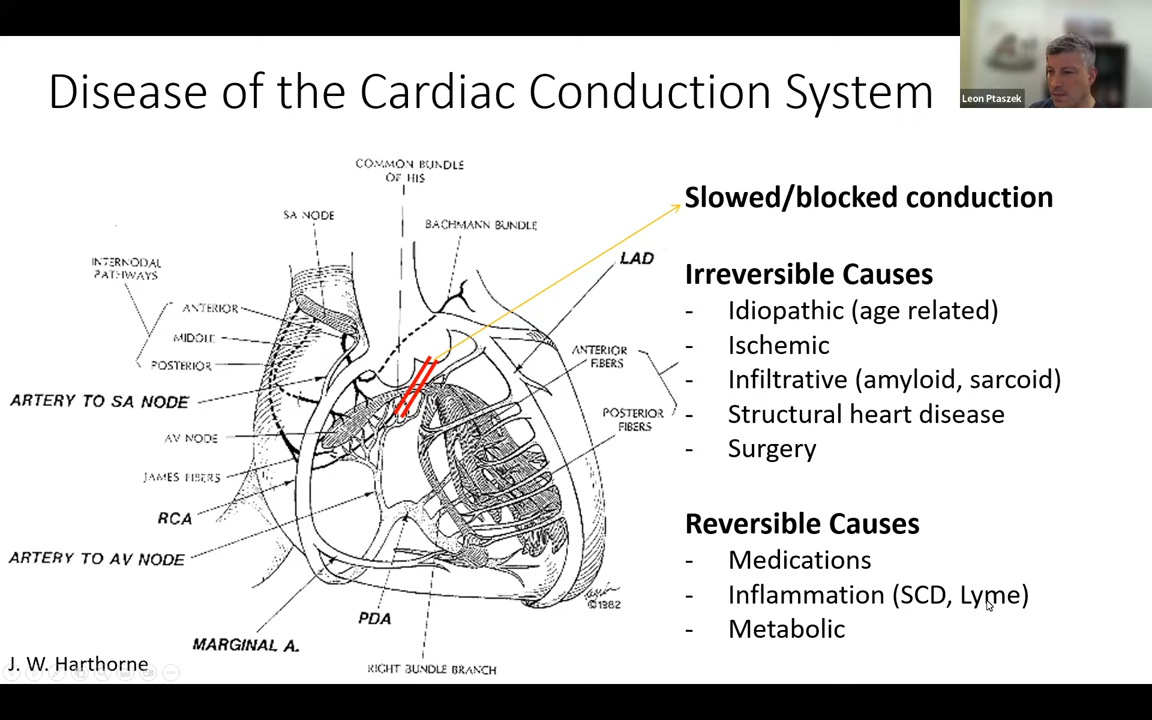 Disease of the Cardiac Conduction System
Leon Ptaszek
COMMON BUNDLE
OF HIS
SA NODE
BACHMANN BUNDLE
INTERNODAL
PATHWAYS
LAD
ANTERIOR
MIDDLE
POSTERIOR
ANTERIOR
FIBERS
ARTERY TO SA NODE
POSTERIOR
FIBERS
AV NODE
JAMES FIBERS
RCA
ARTERY TO AV NODE
©1982
PDA
MARGINAL A.
RIGHT BUNDLE BRANCH
J. W. Harthorne
Slowed/blocked conduction
Irreversible Causes
- Idiopathic (age related)
- Ischemic
- Infiltrative (amyloid, sarcoid)
- Structural heart disease
- Surgery
Reversible Causes
- Medications
- Inflammation (SCD, Lyme)
- Metabolic